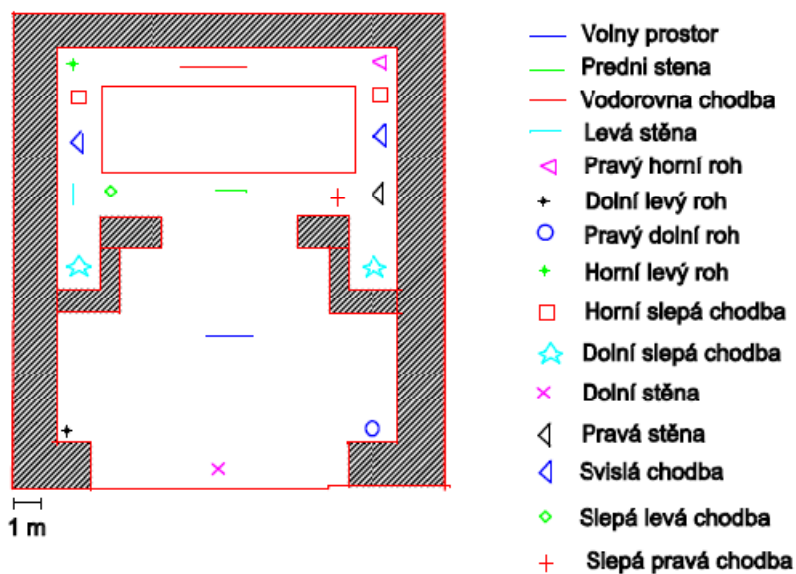 Volny prostor
Predni stena
Vodorovna chodba
Levá stěna
Pravý horní roh
Dolní levý roh
Pravý dolní roh
Horní levý roh
Horní slepá chodba
Dolní slepá chodba
Dolní stěna
Pravá stěna
Svislá chodba
Slepá levá chodba
Slepá pravá chodba
1 m